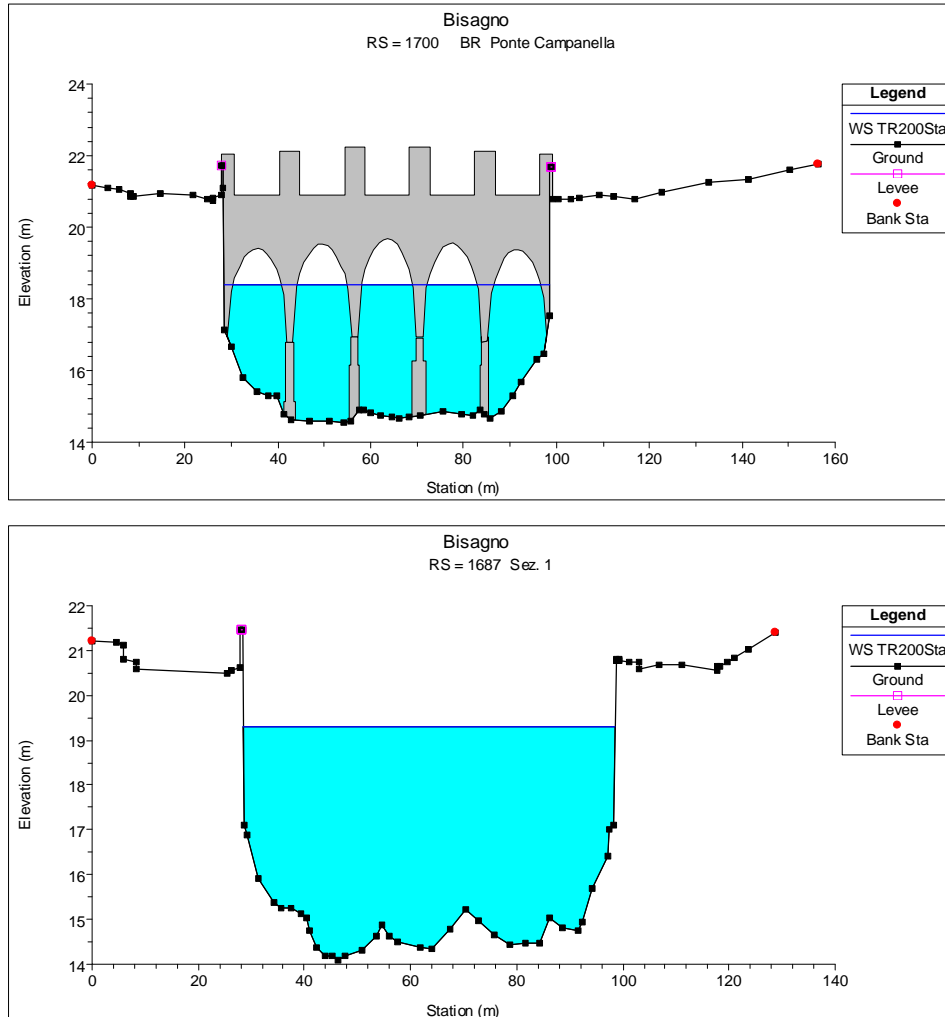 Bisagno
RS = 1700 BR Ponte Campanella
Elevation (m)
24
22
20
18
16
14
0 20 40 60 80 100 120 140 160
Station (m)
Legend
WS TR200Sta
Ground
Levee
Bank Sta
Bisagno
RS = 1687 Sez. 1
Elevation (m)
22
21
20
19
18
17
16
15
14
0 20 40 60 80 100 120 140
Station (m)
Legend
WS TR200Sta
Ground
Levee
Bank Sta